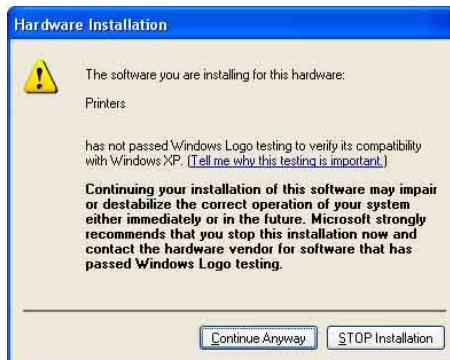 Hardware Installation
The software you are installing for this hardware:
Printers
has not passed Windows Logo testing to verify its compatibility
with Windows XP. (Tell me why this testing is important.)
Continuing your installation of this software may impair
or destabilize the correct operation of your system
either immediately or in the future. Microsoft strongly
recommends that you stop this installation now and
contact the hardware vendor for software that has
passed Windows Logo testing.
Continue Anyway STOP Installation